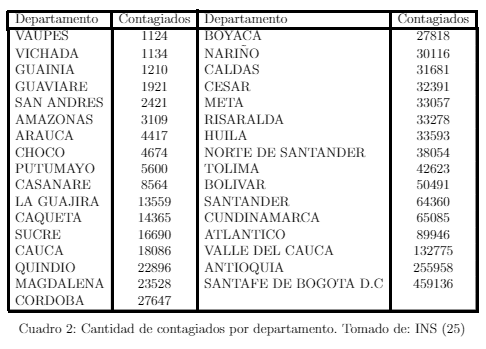 Departamento Contagiados Departamento Contagiados
VAUPES 1124 BOYACA 27818
VICHADA 1134 NARIÑO 30116
GUAINIA 1210 CALDAS 31681
GUAVIARE 1921 CESAR 32391
SAN ANDRES 2421 META 33057
AMAZONAS 3109 RISARALDA 33278
ARAUCA 4417 HUILA 33593
CHOCO 4674 NORTE DE SANTANDER 38054
PUTUMAYO 5600 TOLIMA 42623
CASANARE 8564 BOLIVAR 50491
LA GUAJIRA 13559 SANTANDER 64360
CAQUETA 14365 CUNDINAMARCA 65085
SUCRE 16690 ATLANTICO 89946
CAUCA 18086 VALLE DEL CAUCA 132775
QUINDIO 22896 ANTIOQUIA 255958
MAGDALENA 23528 SANTAFE DE BOGOTA D.C 459136
CORDOBA 27647
Cuadro 2: Cantidad de contagiados por departamento. Tomado de: INS (25)